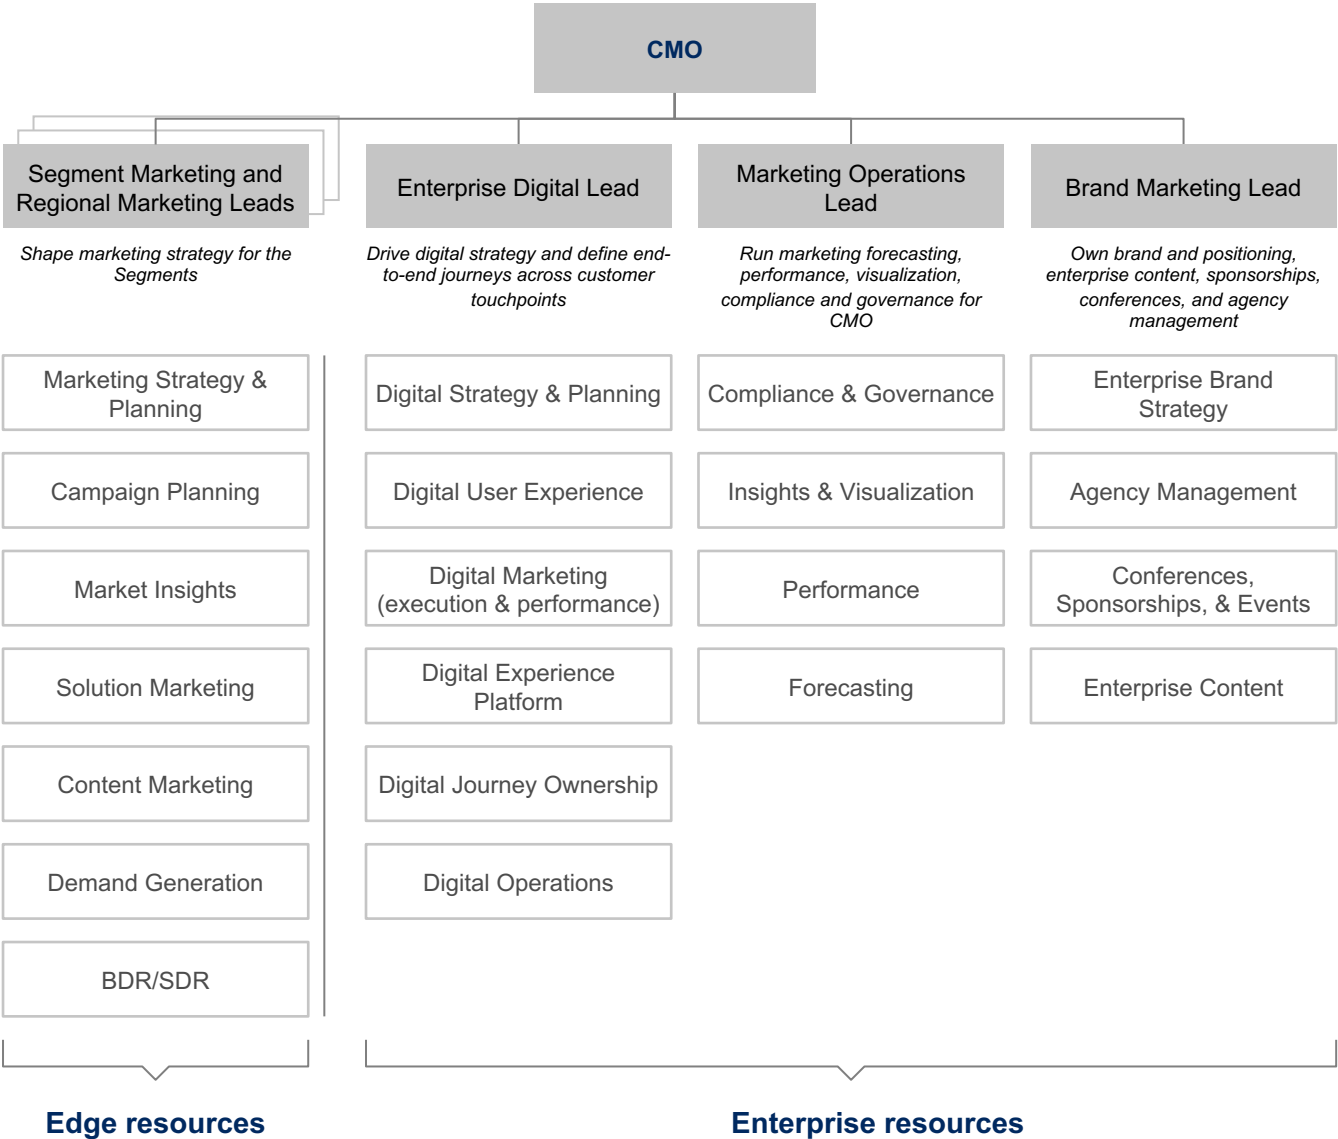 CMO
Segment Marketing and
Regional Marketing Leads
Shape marketing strategy for the
Segments
Marketing Strategy &
Planning
Campaign Planning
Market Insights
Solution Marketing
Content Marketing
Demand Generation
BDR/SDR
Edge resources
Enterprise Digital Lead
Drive digital strategy and define end-
to-end journeys across customer
touchpoints
Digital Strategy & Planning
Digital User Experience
Digital Marketing
(execution & performance)
Digital Experience
Platform
Digital Journey Ownership
Digital Operations
Marketing Operations
Lead
Run marketing forecasting,
performance, visualization,
compliance and governance for
CMO
Compliance & Governance
Insights & Visualization
Performance
Forecasting
Brand Marketing Lead
Own brand and positioning,
enterprise content, sponsorships,
conferences, and agency
management
Enterprise Brand
Strategy
Agency Management
Conferences,
Sponsorships, & Events
Enterprise Content
Enterprise resources